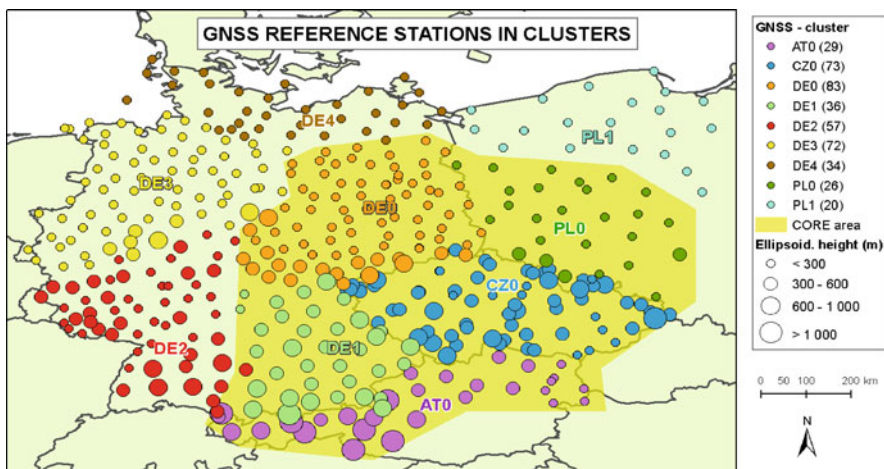 GNSS REFERENCE STATIONS IN CLUSTERS
DE4
PL1
DE3
DE0
PL0
CZ0
DE2
DE1
AT0
GNSS - cluster
AT0 (29)
CZ0 (73)
DE0 (83)
DE1 (36)
DE2 (57)
DE3 (72)
DE4 (34)
PL0 (26)
PL1 (20)
CORE area
Ellipsoid. height (m)
< 300
300 - 600
600 - 1 000
> 1 000
0 50 100 200 km
N